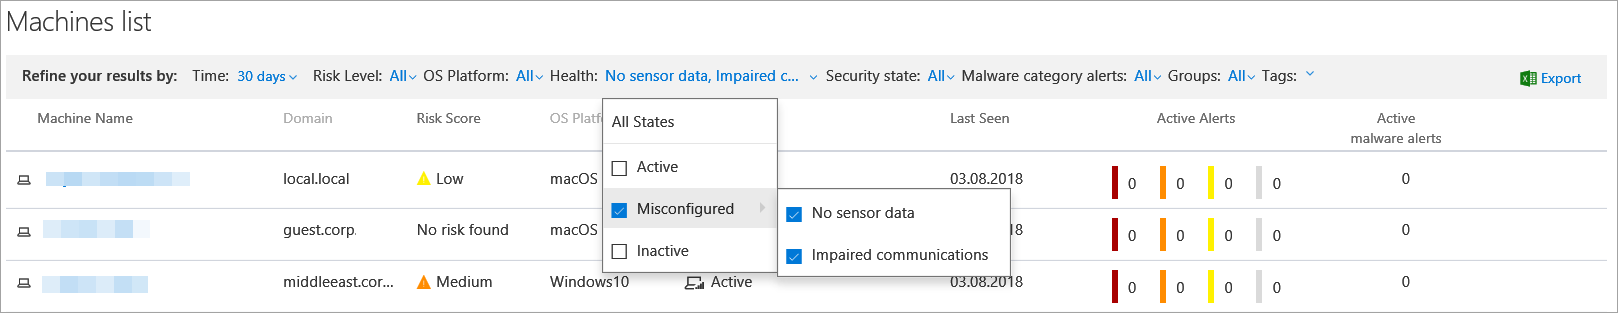 Machines list
Refine your results by: Time: 30 days Risk Level: All OS Platform: All Health: No sensor data, Impaired c... Security state: All Malware category alerts: All Groups: All Tags: Export
Machine Name Domain Risk Score OS Platf Last Seen Active Alerts Active malware alerts
All States
Active
Misconfigured
Inactive
No sensor data
Impaired communications
local.local Low macOS 03.08.2018 0 0 0 0 0
guest.corp. No risk found macOS 18 0 0 0 0 0
middleeast.cor... Medium Windows10 Active 03.08.2018 0 0 0 0 0